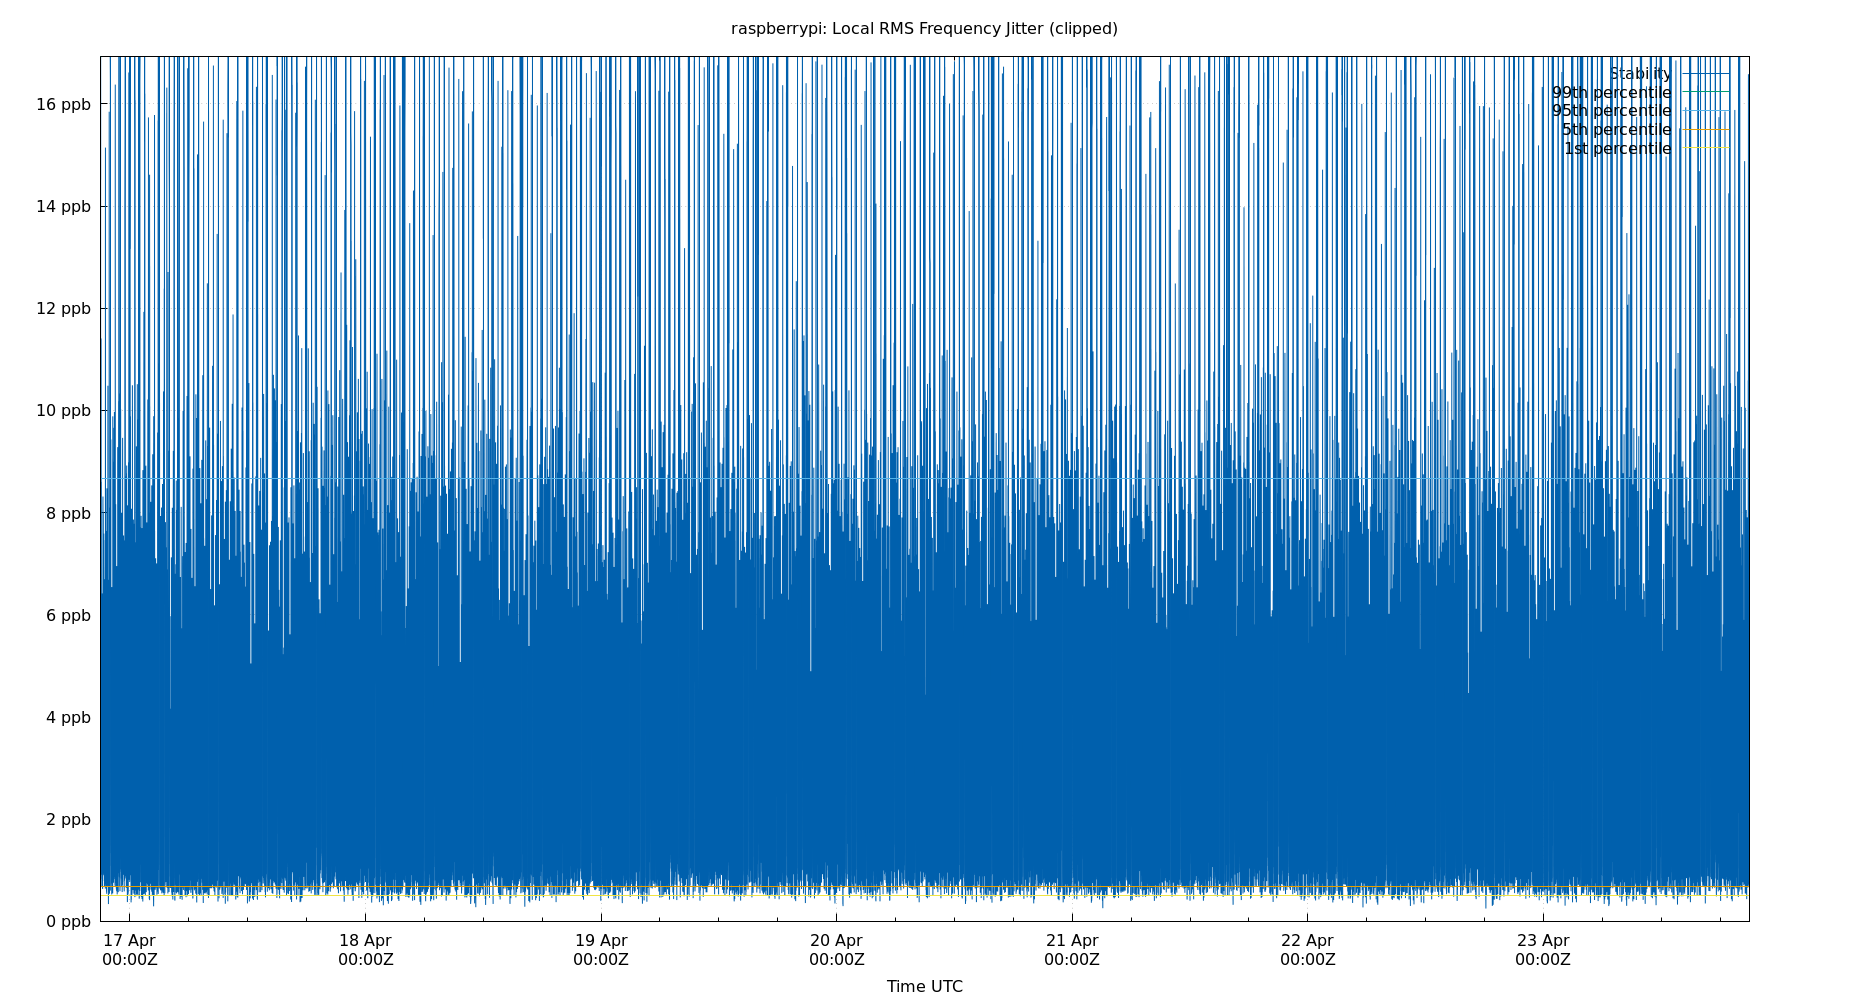 raspberrypi: Local RMS Frequency Jitter (clipped)
Stability
99th percentile
95th percentile
5th percentile
1st percentile
16 ppb
14 ppb
12 ppb
10 ppb
8 ppb
6 ppb
4 ppb
2 ppb
0 ppb
17 Apr 18 Apr 19 Apr 20 Apr 21 Apr 22 Apr 23 Apr
00:00Z 00:00Z 00:00Z 00:00Z 00:00Z 00:00Z 00:00Z
Time UTC